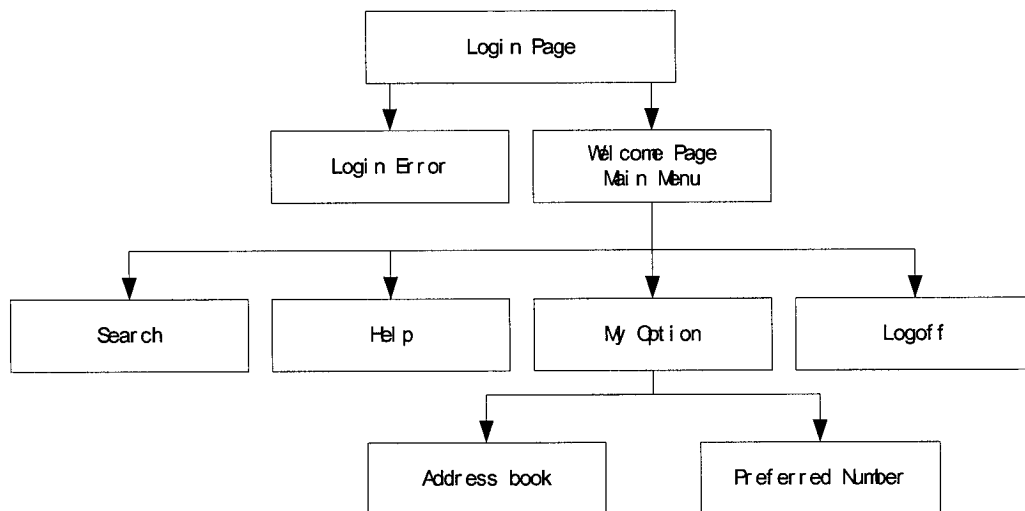 Login Page
Login Error
Welcome Page
Main Menu
Search
Help
My Option
Logoff
Address book
Preferred Number